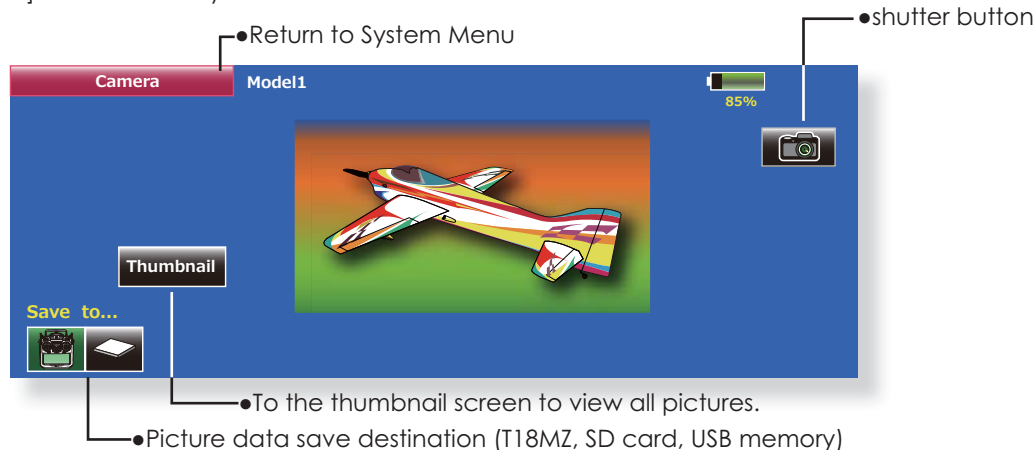 ●shutter button
●Return to System Menu
Camera
Model1
85%
Thumbnail
Save to...
●To the thumbnail screen to view all pictures.
●Picture data save destination (T18MZ, SD card, USB memory)